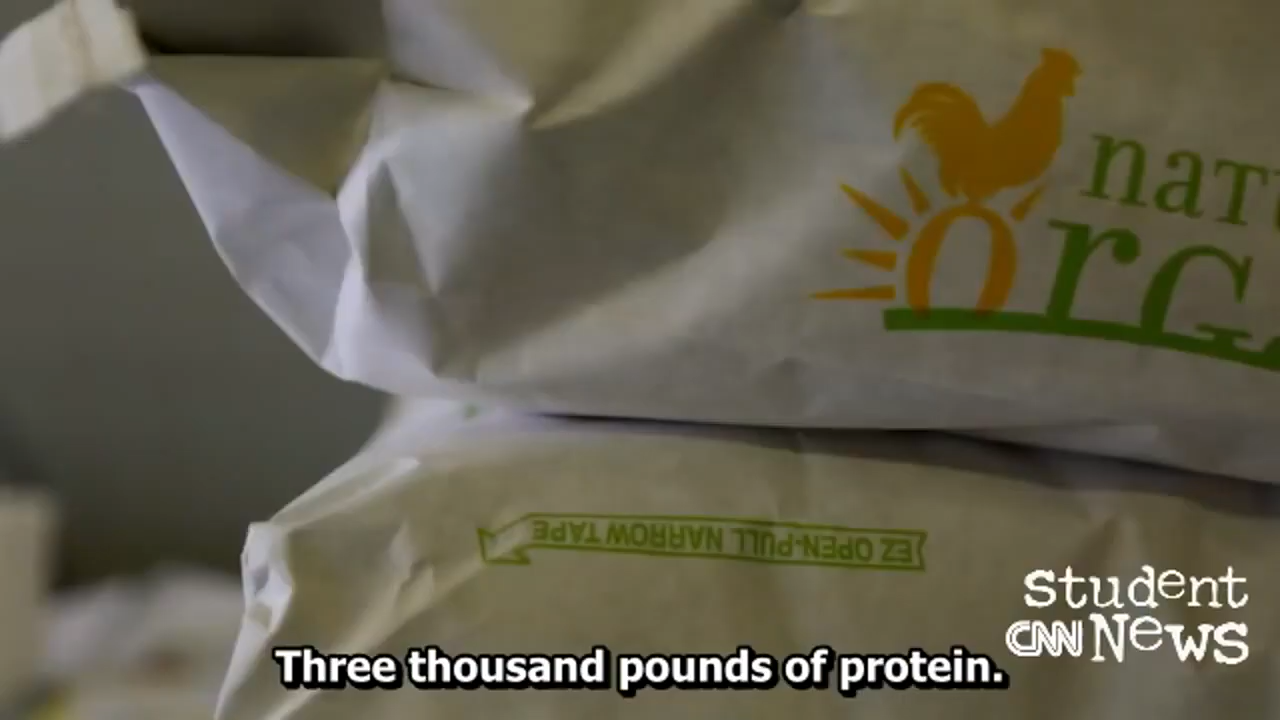 nat
orG
EZ OPEN-PULL NARROW TAPE
student
CNN News
Three thousand pounds of protein.